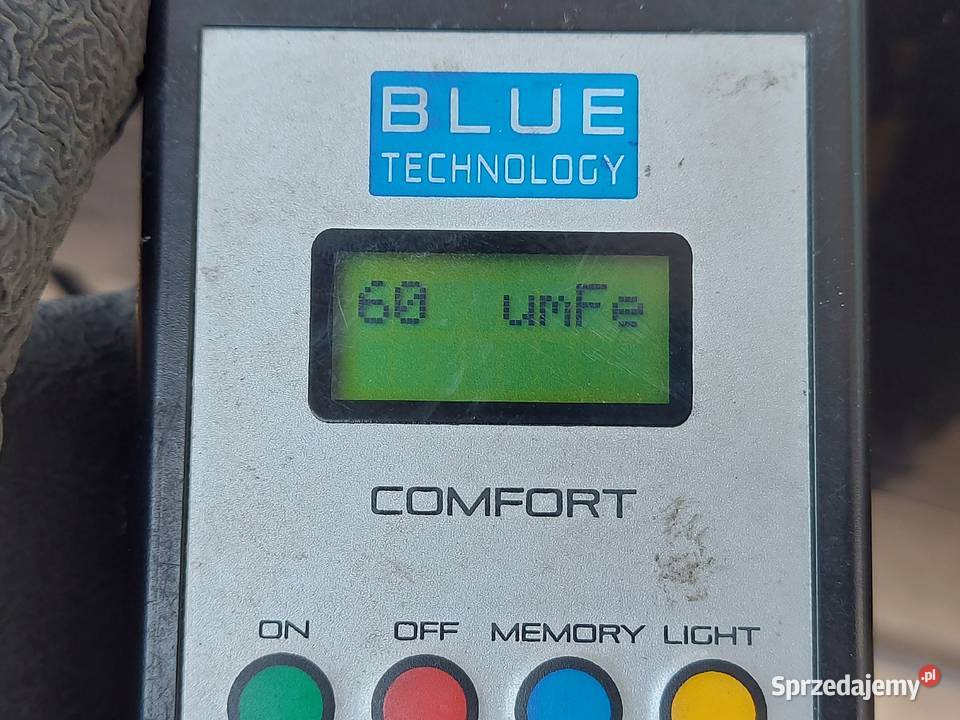 BLUE
TECHNOLOGY
60 umFe
COMFORT
ON OFF MEMORY LIGHT
Sprzedajemy.pl